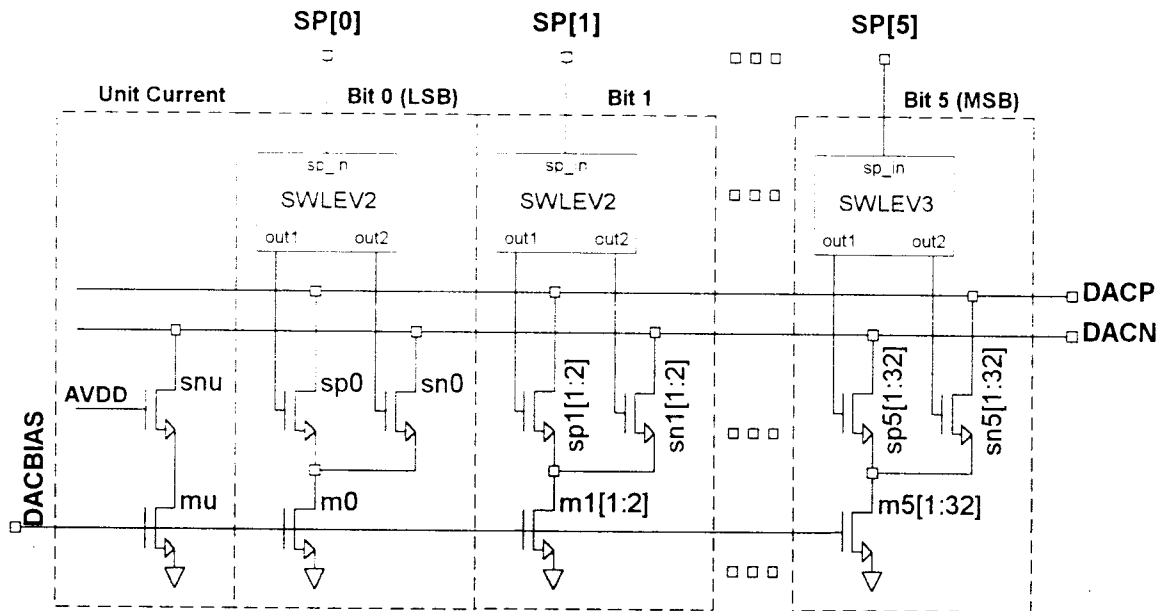 SP[0] SP[1] SP[5]
Unit Current Bit 0 (LSB) Bit 1 Bit 5 (MSB)
sp_in sp_in sp_in
SWLEV2 SWLEV2 SWLEV3
out1 out2 out1 out2 out1 out2
DACP
DACN
AVDD snu sp0 sn0 sp1[1:2] sn1[1:2] sp5[1:32] sn5[1:32]
DACBIAS mu m0 m1[1:2] m5[1:32]